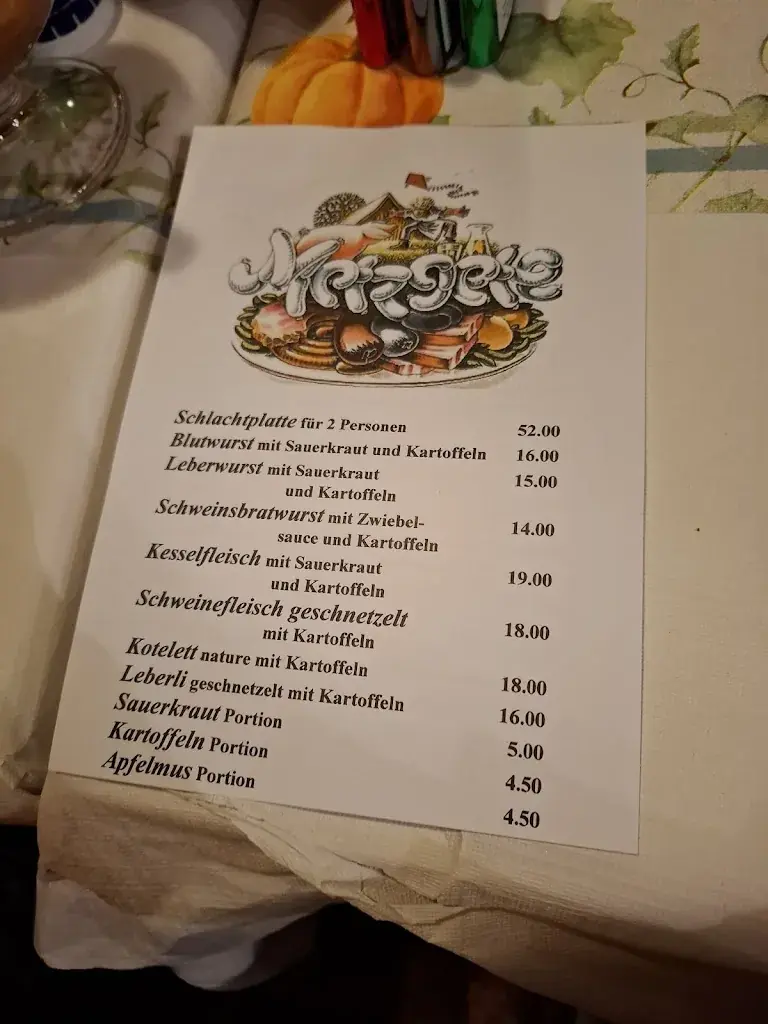 Metzgete
Schlachtplatte für 2 Personen 52.00
Blutwurst mit Sauerkraut und Kartoffeln 16.00
Leberwurst mit Sauerkraut
und Kartoffeln 15.00
Schweinsbratwurst mit Zwiebel-
sauce und Kartoffeln 14.00
Kesselfleisch mit Sauerkraut
und Kartoffeln 19.00
Schweinefleisch geschnetzelt
mit Kartoffeln 18.00
Kotelett nature mit Kartoffeln 18.00
Leberli geschnetzelt mit Kartoffeln 16.00
Sauerkraut Portion 5.00
Kartoffeln Portion 4.50
Apfelmus Portion 4.50